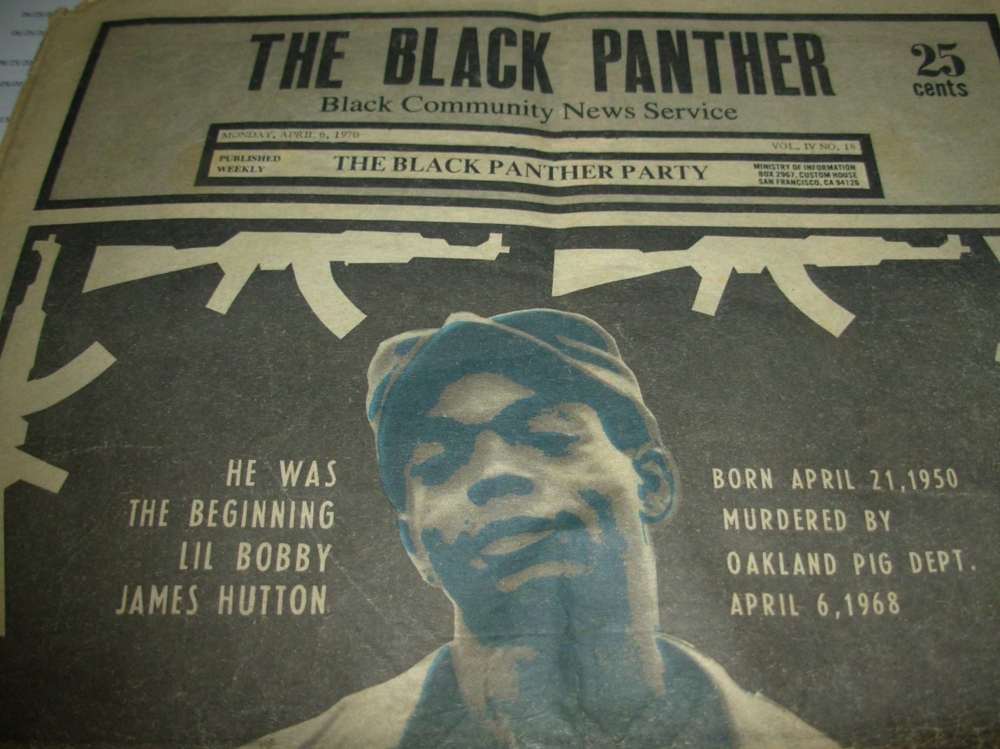 THE BLACK PANTHER
25
cents
Black Community News Service
MONDAY, APRIL 6, 1970
VOL. IV NO. 18
PUBLISHED
WEEKLY
THE BLACK PANTHER PARTY
MINISTRY OF INFORMATION
BOX 2967, CUSTOM HOUSE
SAN FRANCISCO, CA 94126
HE WAS
THE BEGINNING
LIL BOBBY
JAMES HUTTON
BORN APRIL 21,1950
MURDERED BY
OAKLAND PIG DEPT.
APRIL 6,1968